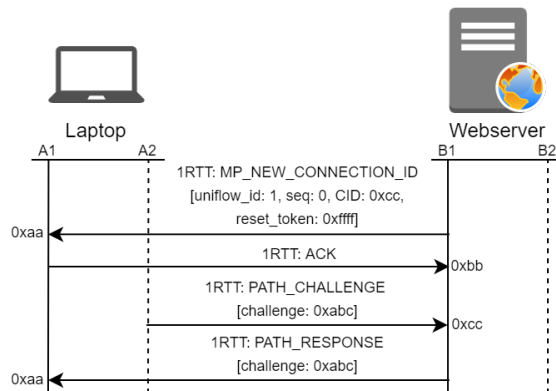 Laptop
Webserver
A1
A2
B1
B2
1RTT: MP_NEW_CONNECTION_ID
[uniflow_id: 1, seq: 0, CID: 0xcc,
reset_token: 0xffff]
0xaa
1RTT: ACK
0xbb
1RTT: PATH_CHALLENGE
[challenge: 0xabc]
0xcc
1RTT: PATH_RESPONSE
[challenge: 0xabc]
0xaa